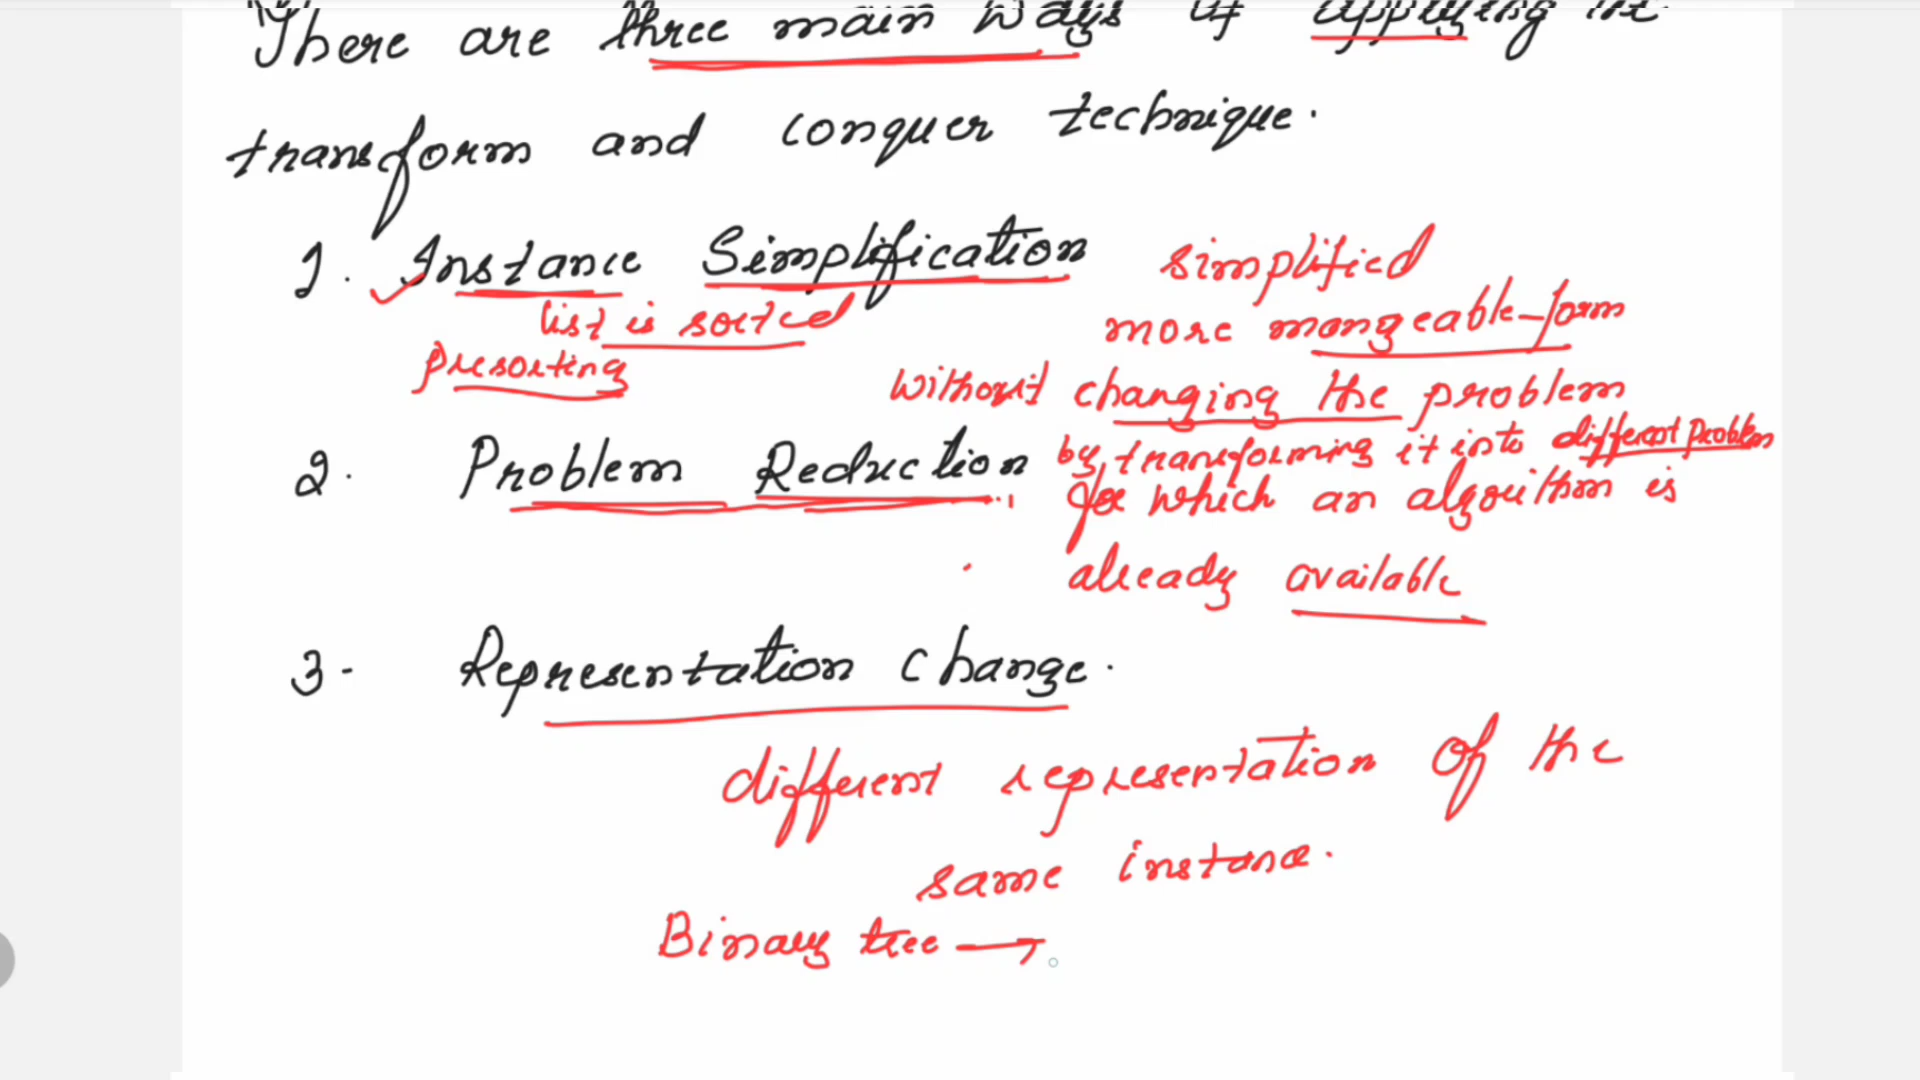 There are three main ways of applying the
transform and conquer technique.
1. Instance Simplification
simplified
list is sorted
more mangeable form
presorting
without changing the problem
2. Problem Reduction
by transforming it into different problem
for which an algorithm is
already available
3. Representation change.
different representation of the
same instance.
Binary tree →